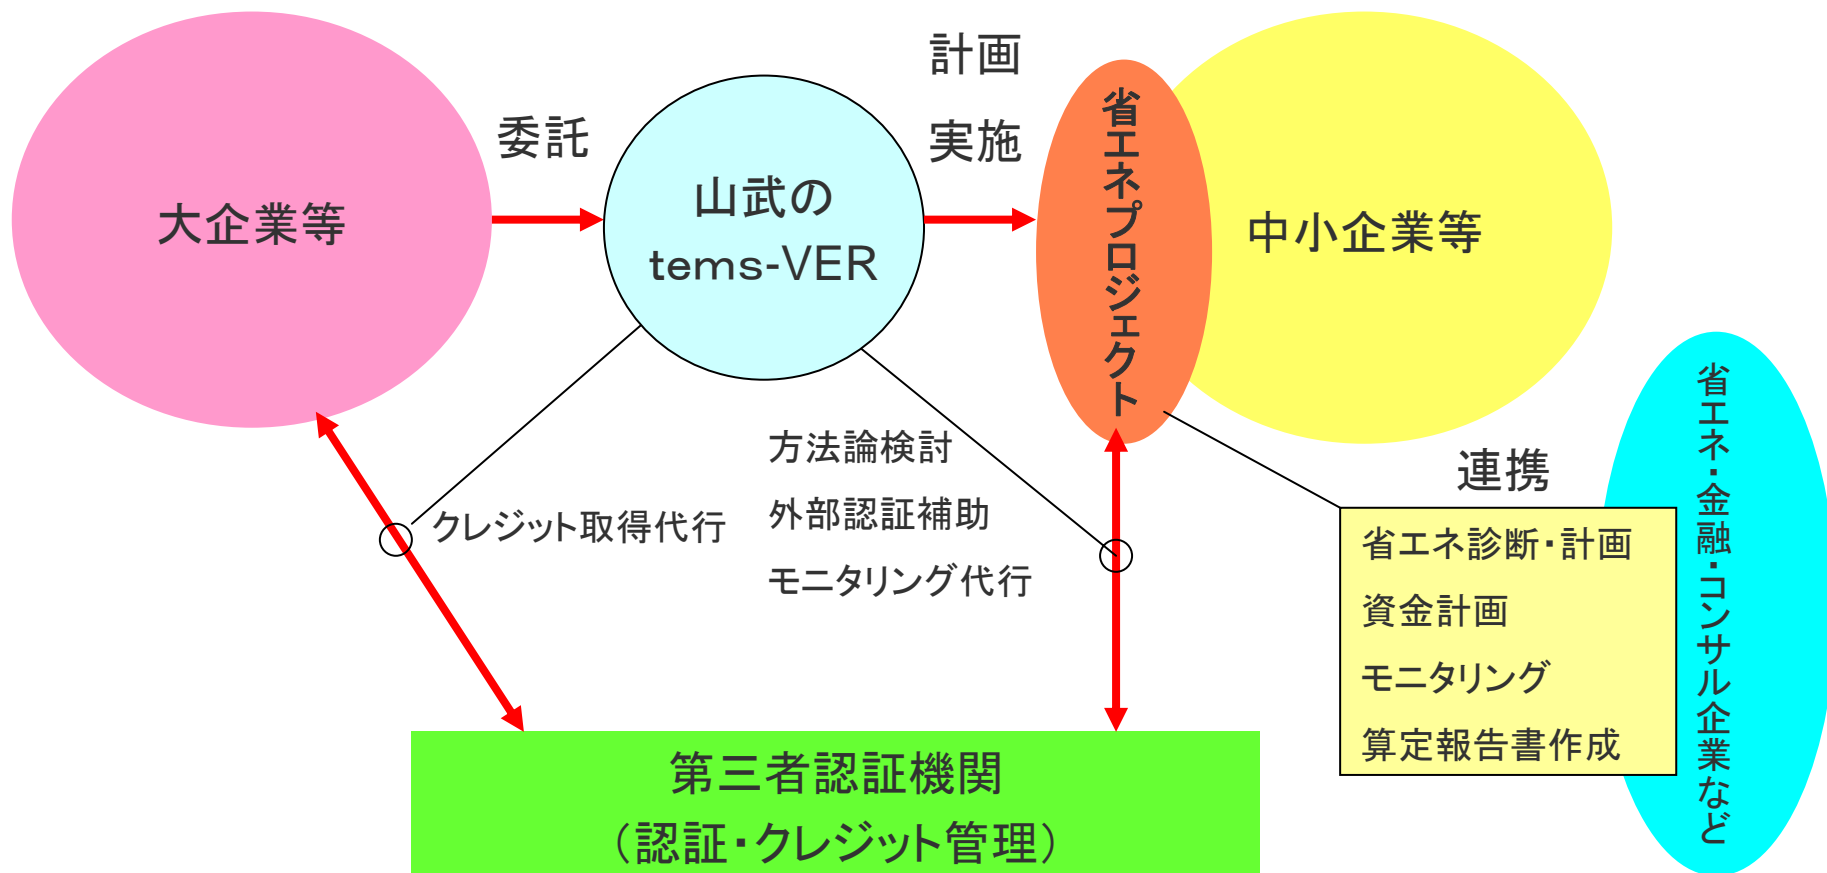 大企業等
委託
山武の
tems-VER
計画
実施
省エネプロジェクト
中小企業等
クレジット取得代行
方法論検討
外部認証補助
モニタリング代行
連携
省エネ診断・計画
資金計画
モニタリング
算定報告書作成
省エネ・金融・コンサル企業など
第三者認証機関
（認証・クレジット管理）